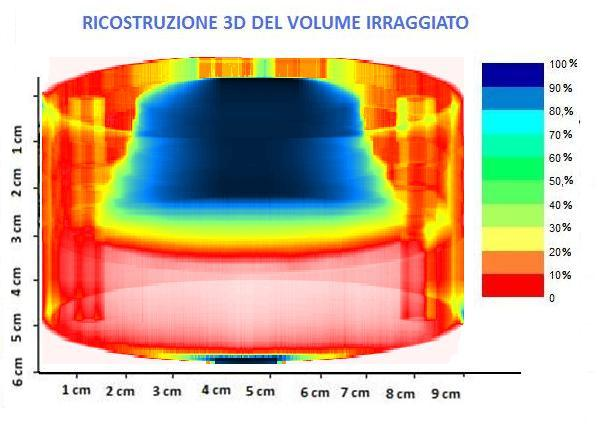 RICOSTRUZIONE 3D DEL VOLUME IRRAGGIATO
100 %
90 %
80,%
70 %
60 %
50 %
40 %
30 %
20 %
10 %
0
1 cm
2 cm
3 cm
4 cm
5 cm
6 cm
1 cm 2 cm 3 cm 4 cm 5 cm 6 cm 7 cm 8 cm 9 cm